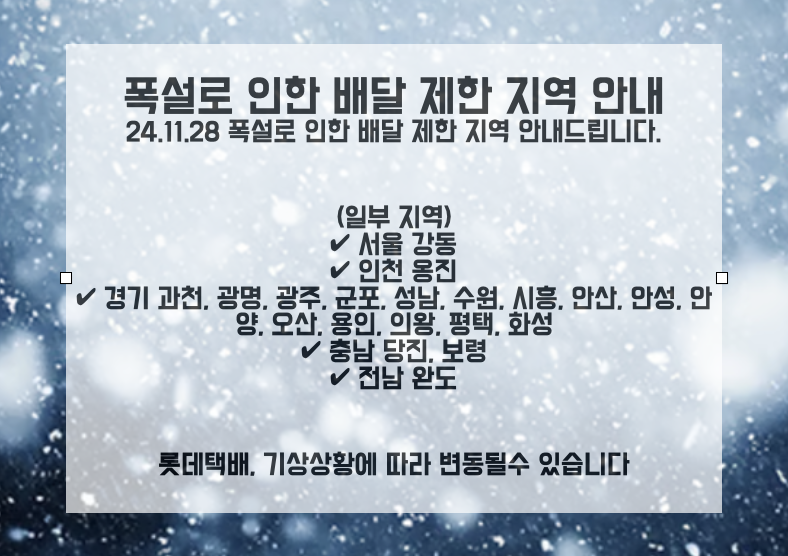 폭설로 인한 배달 제한 지역 안내
24.11.28 폭설로 인한 배달 제한 지역 안내드립니다.
(일부 지역)
✔ 서울 강동
✔ 인천 옹진
✔ 경기 과천, 광명, 광주, 군포, 성남, 수원, 시흥, 안산, 안성, 안
양, 오산, 용인, 의왕, 평택, 화성
✔ 충남 당진, 보령
✔ 전남 완도
롯데택배, 기상상황에 따라 변동될수 있습니다